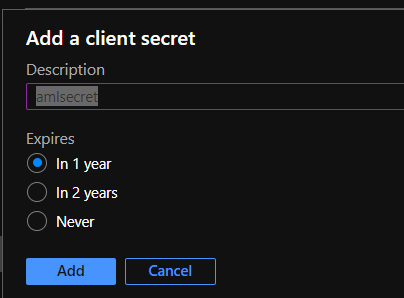 Add a client secret
Description
amlsecret
Expires
In 1 year
In 2 years
Never
Add
Cancel